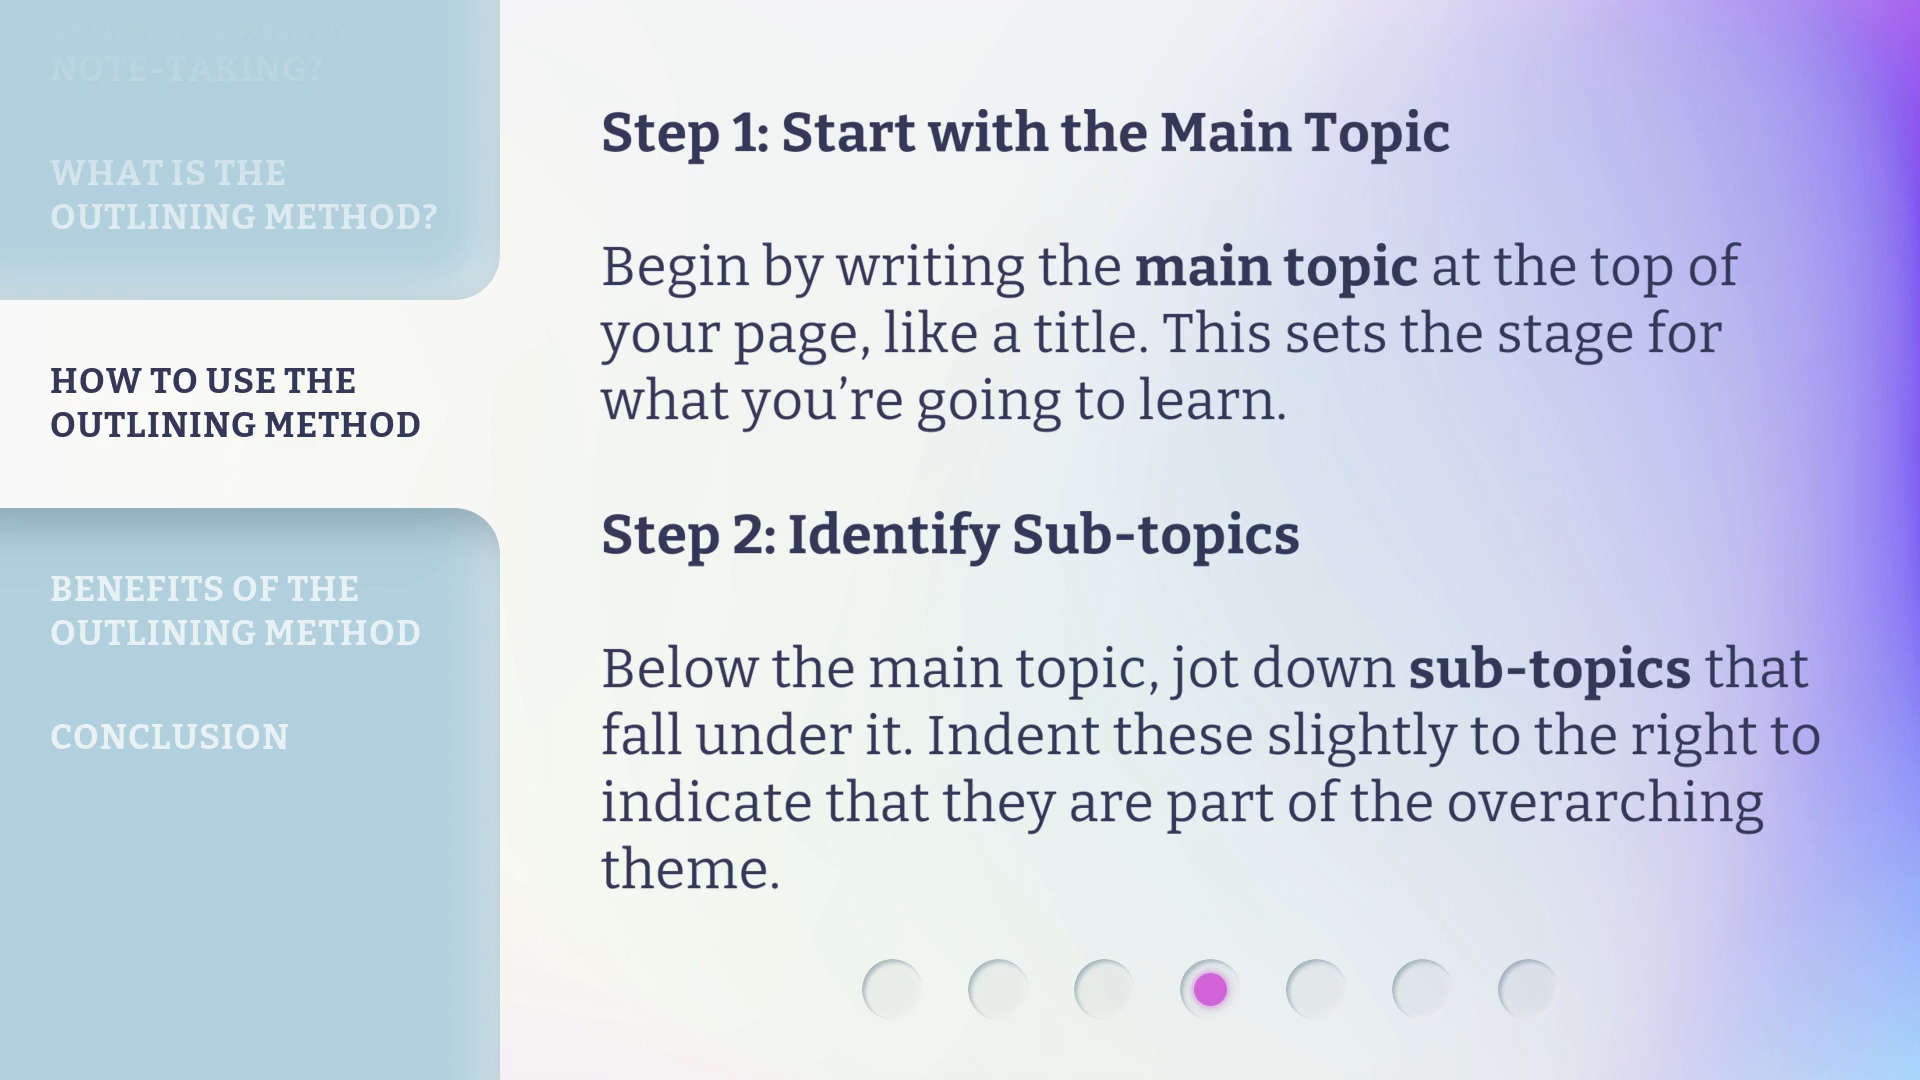 NOTE-TAKING?
WHAT IS THE
OUTLINING METHOD?
HOW TO USE THE
OUTLINING METHOD
BENEFITS OF THE
OUTLINING METHOD
CONCLUSION
Step 1: Start with the Main Topic
Begin by writing the main topic at the top of
your page, like a title. This sets the stage for
what you’re going to learn.
Step 2: Identify Sub-topics
Below the main topic, jot down sub-topics that
fall under it. Indent these slightly to the right to
indicate that they are part of the overarching
theme.